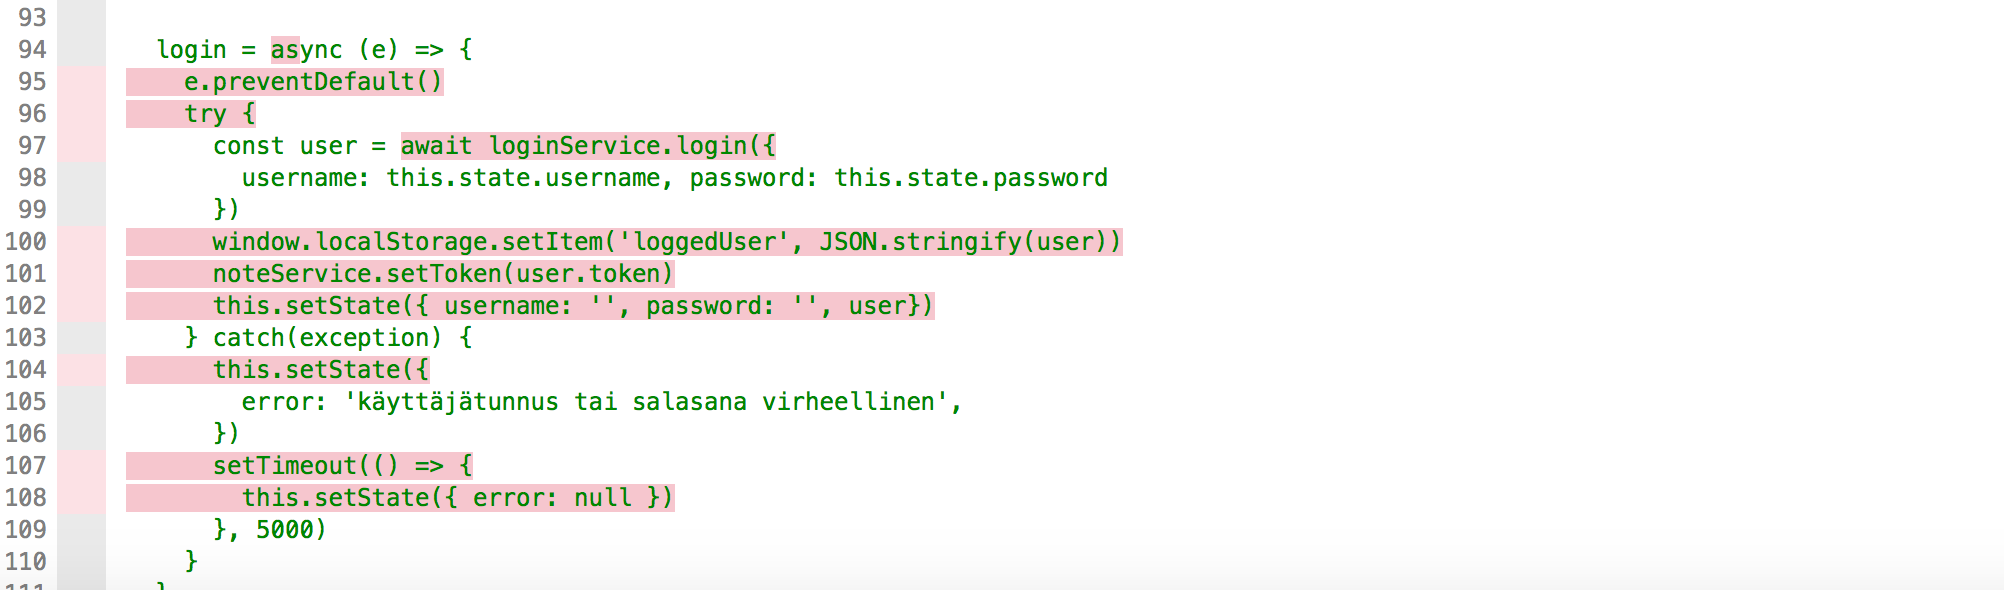 93
94 login = async (e) => {
95 e.preventDefault()
96 try {
97 const user = await loginService.login({
98 username: this.state.username, password: this.state.password
99 })
100 window.localStorage.setItem('loggedUser', JSON.stringify(user))
101 noteService.setToken(user.token)
102 this.setState({ username: '', password: '', user})
103 } catch(exception) {
104 this.setState({
105 error: 'käyttäjätunnus tai salasana virheellinen',
106 })
107 setTimeout(() => {
108 this.setState({ error: null })
109 }, 5000)
110 }
111 }